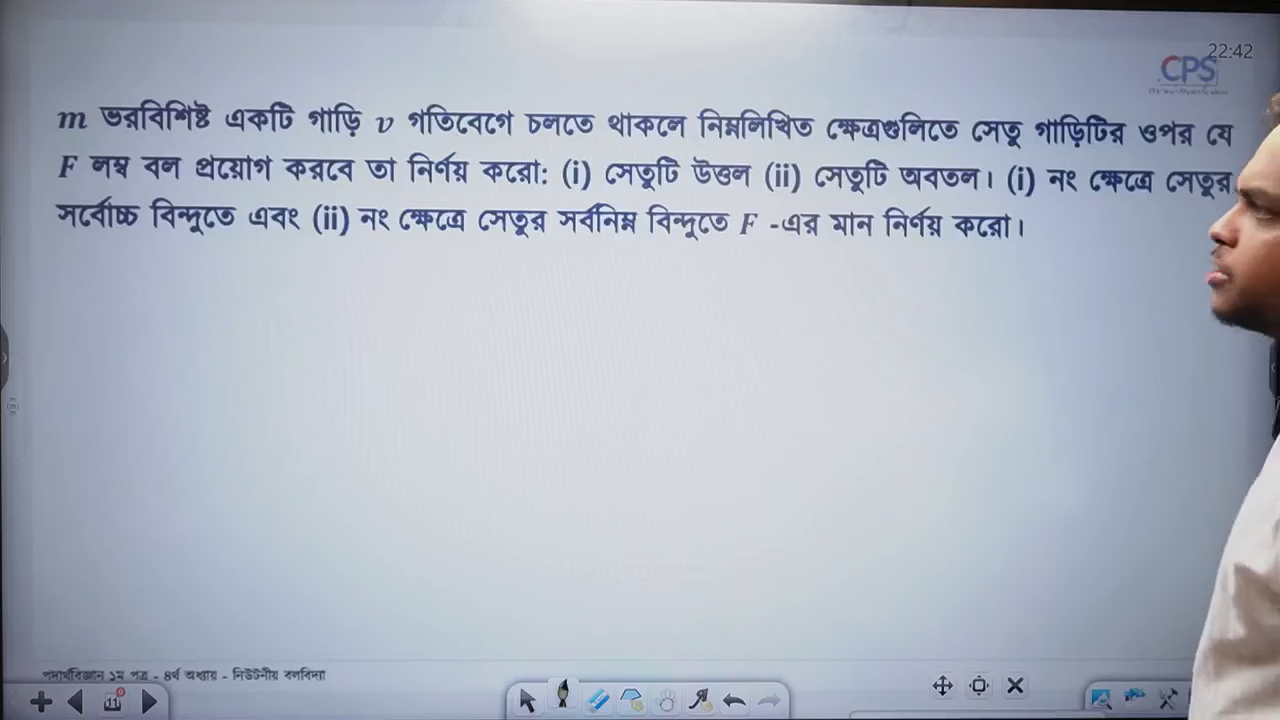 22:42
CPS
m ভরবিশিষ্ট একটি গাড়ি v গতিবেগে চলতে থাকলে নিম্নলিখিত ক্ষেত্রগুলিতে সেতু গাড়িটির ওপর যে
F লম্ব বল প্রয়োগ করবে তা নির্ণয় করো: (i) সেতুটি উত্তল (ii) সেতুটি অবতল। (i) নং ক্ষেত্রে সেতুর
সর্বোচ্চ বিন্দুতে এবং (ii) নং ক্ষেত্রে সেতুর সর্বনিম্ন বিন্দুতে F -এর মান নির্ণয় করো।
পদার্থবিজ্ঞান ১ম পত্র - ৪র্থ অধ্যায় - নিউটনীয় বলবিদ্যা
11